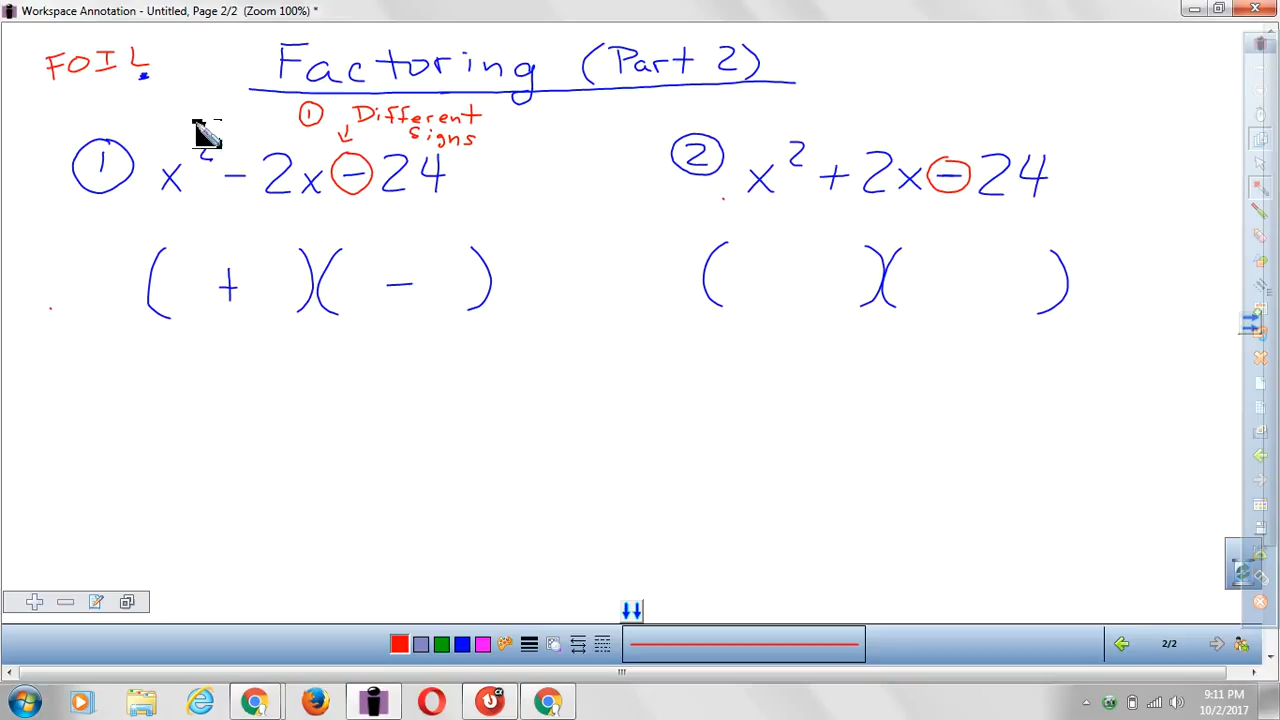 Workspace Annotation - Untitled, Page 2/2 (Zoom 100%) *
FOIL
Factoring (Part 2)
① Different signs
① x² - 2x - 24
② x² + 2x - 24
( + )( - )
( )( )
2/2
9:11 PM
10/2/2017